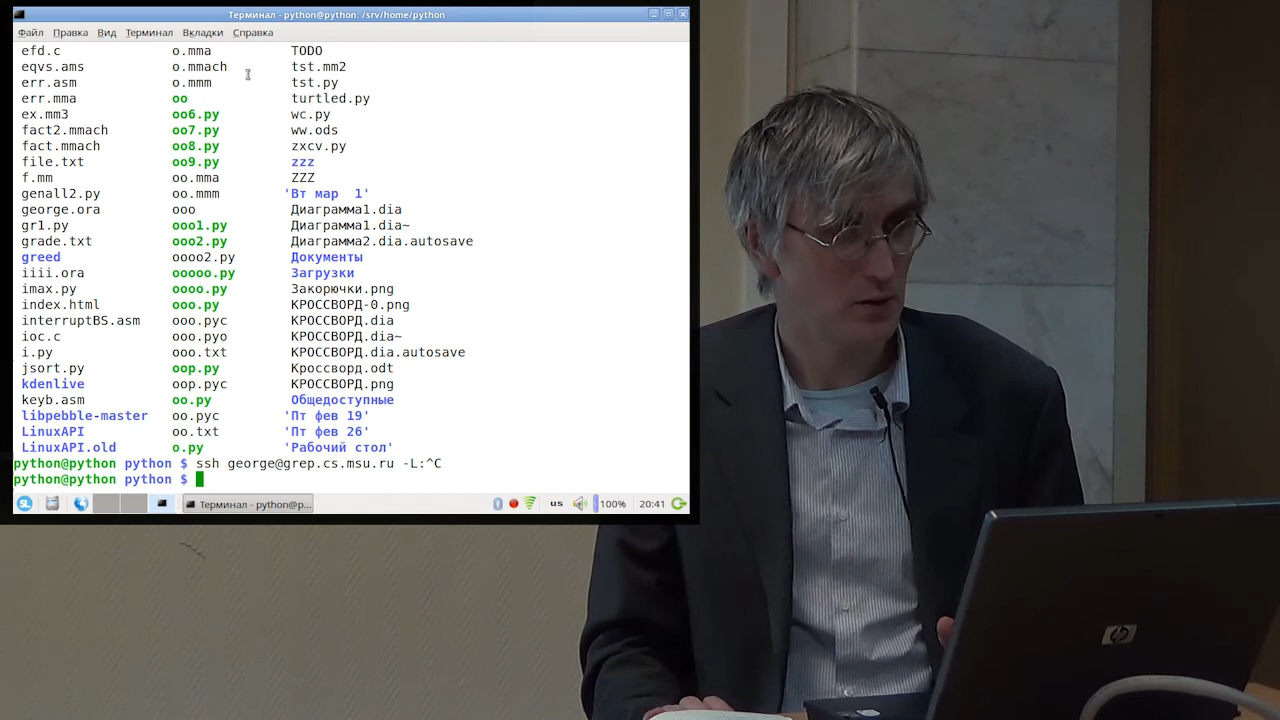 Терминал - python@python: /srv/home/python
Файл Правка Вид Терминал Вкладки Справка
efd.c o.mma TODO
eqvs.ams o.mmach tst.mm2
err.asm o.mmm tst.py
err.mma oo turtled.py
ex.mm3 oo6.py wc.py
fact2.mmach oo7.py ww.ods
fact.mmach oo8.py zxcv.py
file.txt oo9.py zzz
f.mm oo.mma ZZZ
genall2.py oo.mmm 'Вт мар  1'
george.ora ooo Диаграмма1.dia
gr1.py ooo1.py Диаграмма1.dia~
grade.txt ooo2.py Диаграмма2.dia.autosave
greed oooo2.py Документы
iiii.ora ooooo.py Загрузки
imax.py oooo.py Закорючки.png
index.html ooo.py КРОССВОРД-0.png
interruptBS.asm ooo.pyc КРОССВОРД.dia
ioc.c ooo.pyo КРОССВОРД.dia~
i.py ooo.txt КРОССВОРД.dia.autosave
jsort.py oop.py Кроссворд.odt
kdenlive oop.pyc КРОССВОРД.png
keyb.asm oo.py Общедоступные
libpebble-master oo.pyc 'Пт фев 19'
LinuxAPI oo.txt 'Пт фев 26'
LinuxAPI.old o.py 'Рабочий стол'
python@python python $ ssh george@grep.cs.msu.ru -L:^C
python@python python $
Терминал - python@p... us 100% 20:41
hp